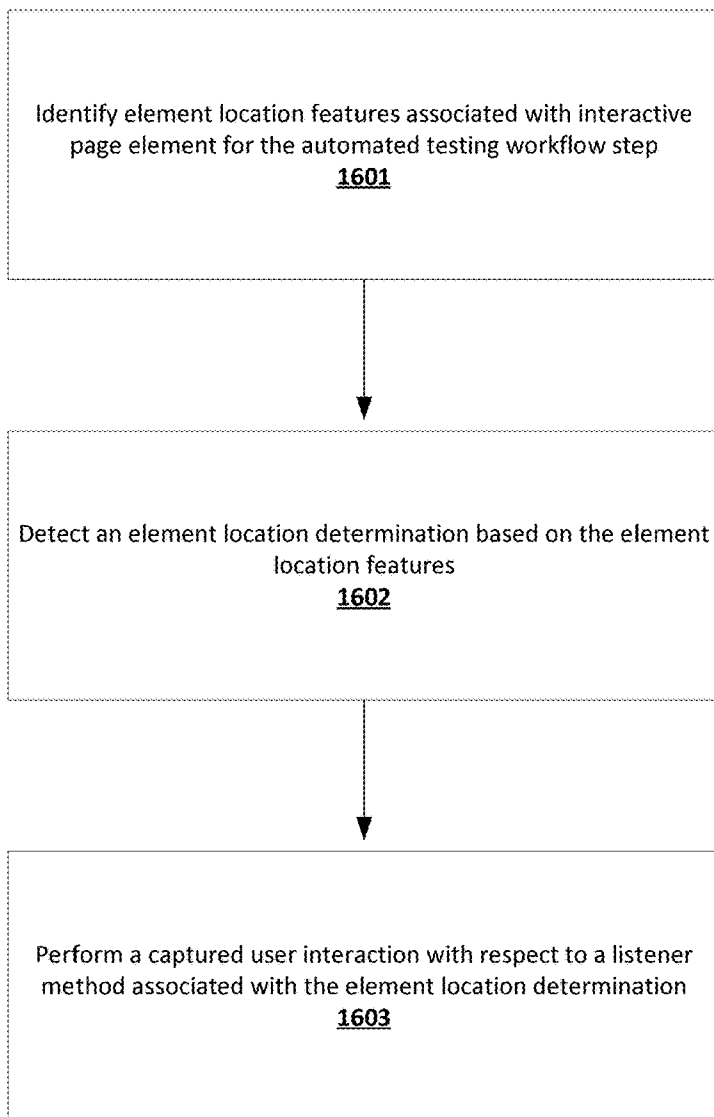 Identify element location features associated with interactive
page element for the automated testing workflow step
1601
Detect an element location determination based on the element
location features
1602
Perform a captured user interaction with respect to a listener
method associated with the element location determination
1603